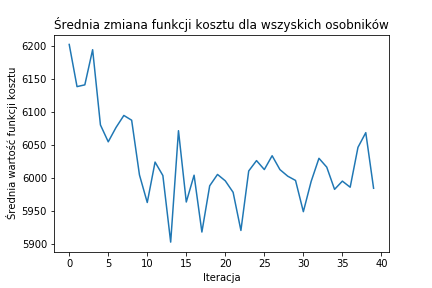 Średnia zmiana funkcji kosztu dla wszyskich osobników
6200
6150
6100
6050
6000
5950
5900
Średnia wartość funkcji kosztu
0 5 10 15 20 25 30 35 40
Iteracja